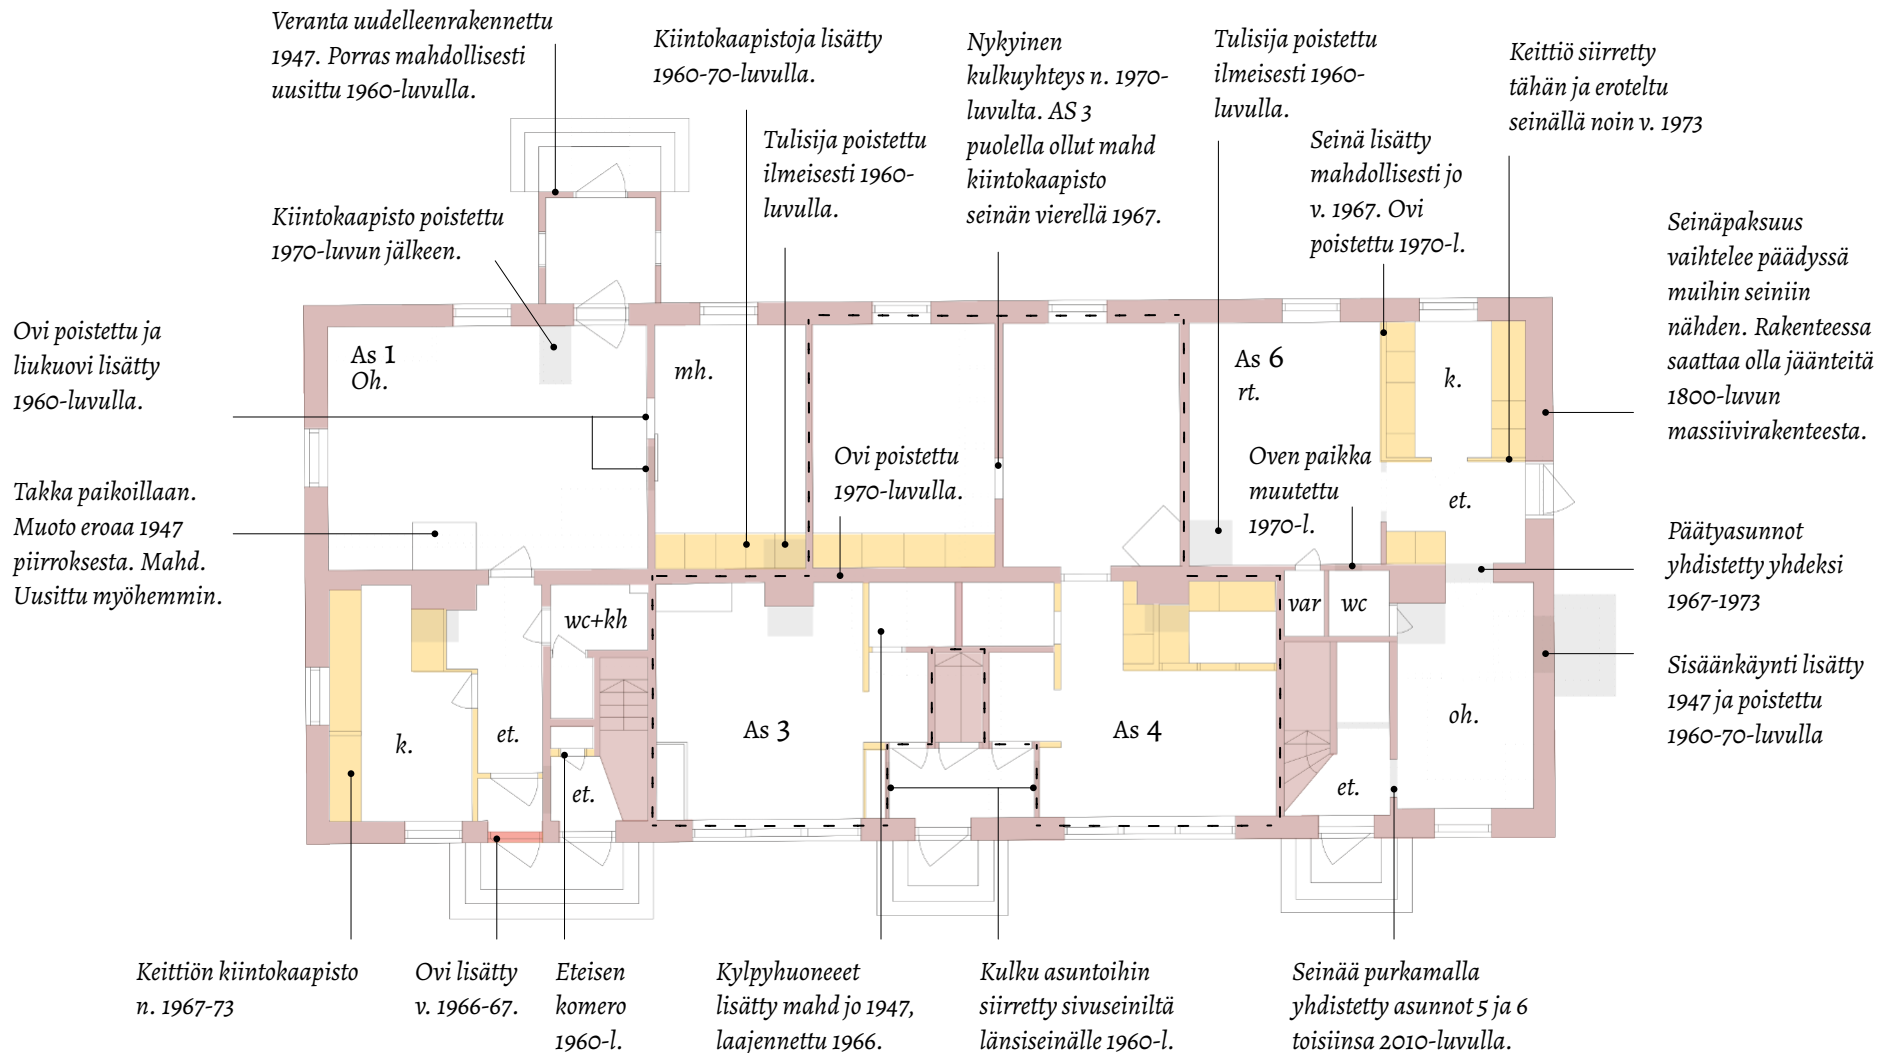 Veranta uudelleenrakennettu
1947. Porras mahdollisesti
uusittu 1960-luvulla.
Kiintokaapistoja lisätty
1960-70-luvulla.
Nykyinen
kulkuyhteys n. 1970-
luvulta. AS 3
puolella ollut mahd
kiintokaapisto
seinän vierellä 1967.
Tulisija poistettu
ilmeisesti 1960-
luvulla.
Keittiö siirretty
tähän ja eroteltu
seinällä noin v. 1973
Tulisija poistettu
ilmeisesti 1960-
luvulla.
Seinä lisätty
mahdollisesti jo
v. 1967. Ovi
poistettu 1970-l.
Kiintokaapisto poistettu
1970-luvun jälkeen.
Seinäpaksuus
vaihtelee päädyssä
muihin seiniin
nähden. Rakenteessa
saattaa olla jäänteitä
1800-luvun
massiivirakenteesta.
Ovi poistettu ja
liukuovi lisätty
1960-luvulla.
As 1
Oh.
mh.
As 6
rt.
k.
Ovi poistettu
1970-luvulla.
Oven paikka
muutettu
1970-l.
et.
Takka paikoillaan.
Muoto eroaa 1947
piirroksesta. Mahd.
Uusittu myöhemmin.
Päätyasunnot
yhdistetty yhdeksi
1967-1973
wc+kh
var
wc
Sisäänkäynti lisätty
1947 ja poistettu
1960-70-luvulla
k.
et.
As 3
As 4
oh.
et.
et.
Keittiön kiintokaapisto
n. 1967-73
Ovi lisätty
v. 1966-67.
Eteisen
komero
1960-l.
Kylpyhuoneeet
lisätty mahd jo 1947,
laajennettu 1966.
Kulku asuntoihin
siirretty sivuseiniltä
länsiseinälle 1960-l.
Seinää purkamalla
yhdistetty asunnot 5 ja 6
toisiinsa 2010-luvulla.